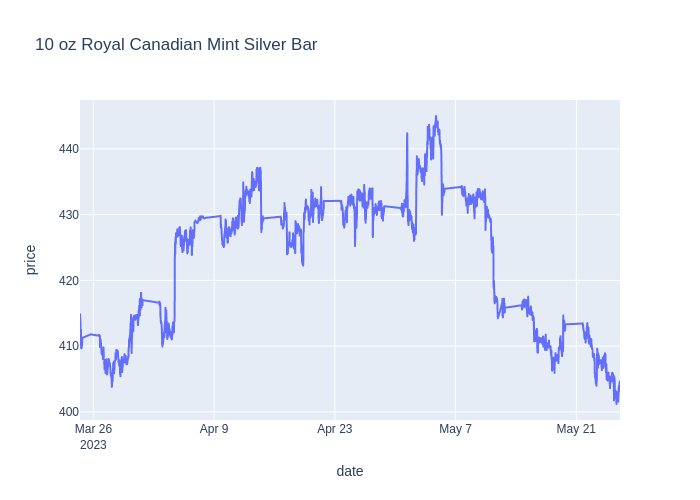 10 oz Royal Canadian Mint Silver Bar
price
440
430
420
410
400
Mar 26
2023
Apr 9
Apr 23
May 7
May 21
date